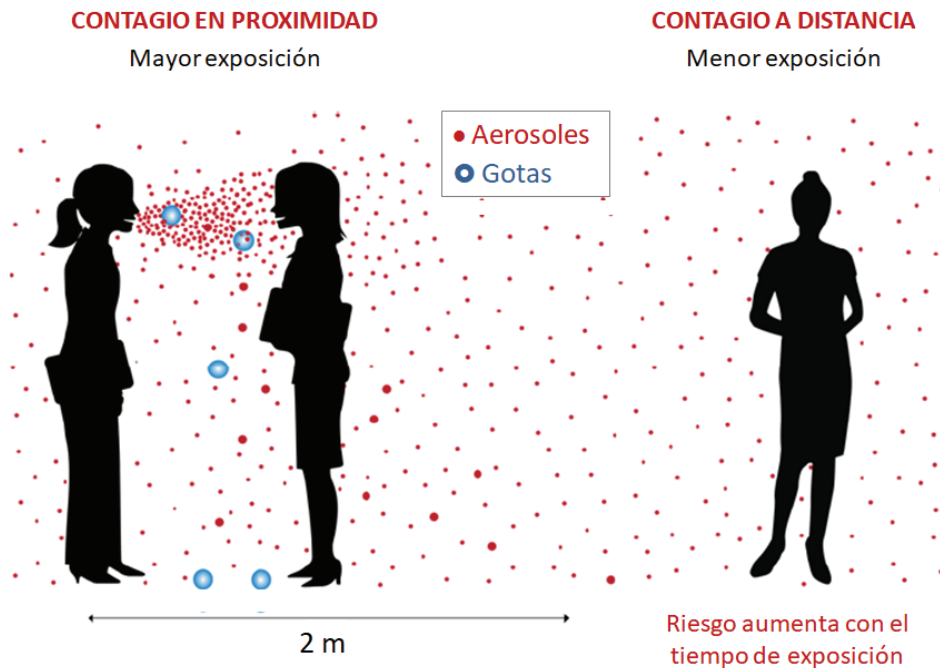 CONTAGIO EN PROXIMIDAD
Mayor exposición
CONTAGIO A DISTANCIA
Menor exposición
Aerosoles
Gotas
2 m
Riesgo aumenta con el
tiempo de exposición